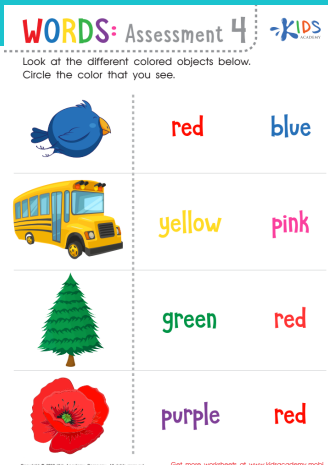 WORDS: Assessment 4
KIDS
ACADEMY
Look at the different colored objects below.
Circle the color that you see.
red blue
yellow pink
green red
purple red
Get more worksheets at www.kidsacademy.mobi